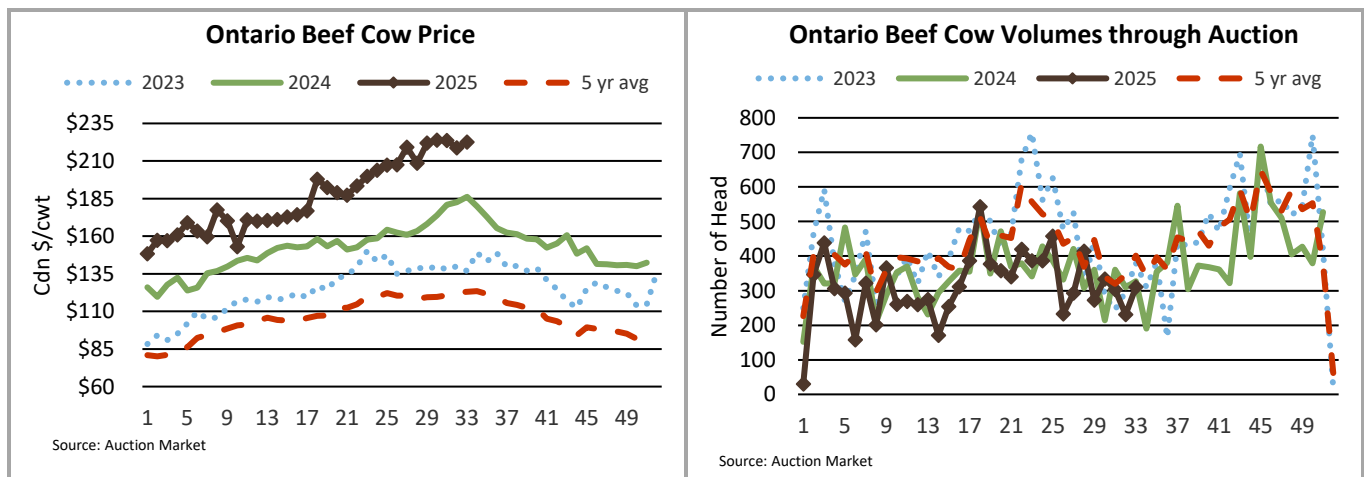 Ontario Beef Cow Price
2023 2024 2025 5 yr avg
Cdn $/cwt
$235
$210
$185
$160
$135
$110
$85
$60
1 5 9 13 17 21 25 29 33 37 41 45 49
Source: Auction Market
Ontario Beef Cow Volumes through Auction
2023 2024 2025 5 yr avg
Number of Head
800
700
600
500
400
300
200
100
0
1 5 9 13 17 21 25 29 33 37 41 45 49
Source: Auction Market